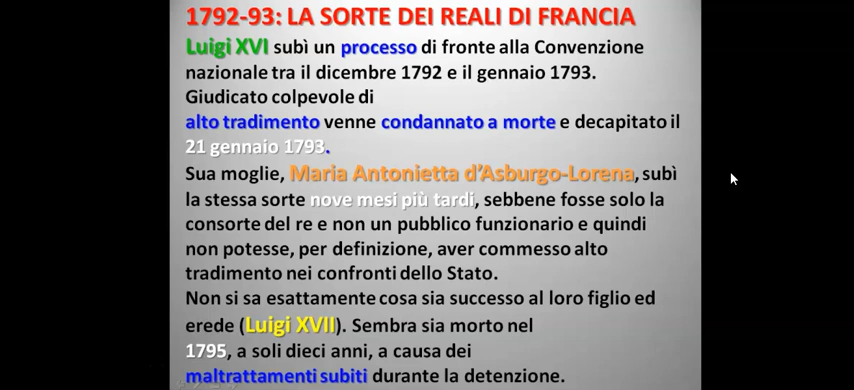 1792-93: LA SORTE DEI REALI DI FRANCIA
Luigi XVI subì un processo di fronte alla Convenzione
nazionale tra il dicembre 1792 e il gennaio 1793.
Giudicato colpevole di
alto tradimento venne condannato a morte e decapitato il
21 gennaio 1793.
Sua moglie, Maria Antonietta d'Asburgo-Lorena, subì
la stessa sorte nove mesi più tardi, sebbene fosse solo la
consorte del re e non un pubblico funzionario e quindi
non potesse, per definizione, aver commesso alto
tradimento nei confronti dello Stato.
Non si sa esattamente cosa sia successo al loro figlio ed
erede (Luigi XVII). Sembra sia morto nel
1795, a soli dieci anni, a causa dei
maltrattamenti subiti durante la detenzione.